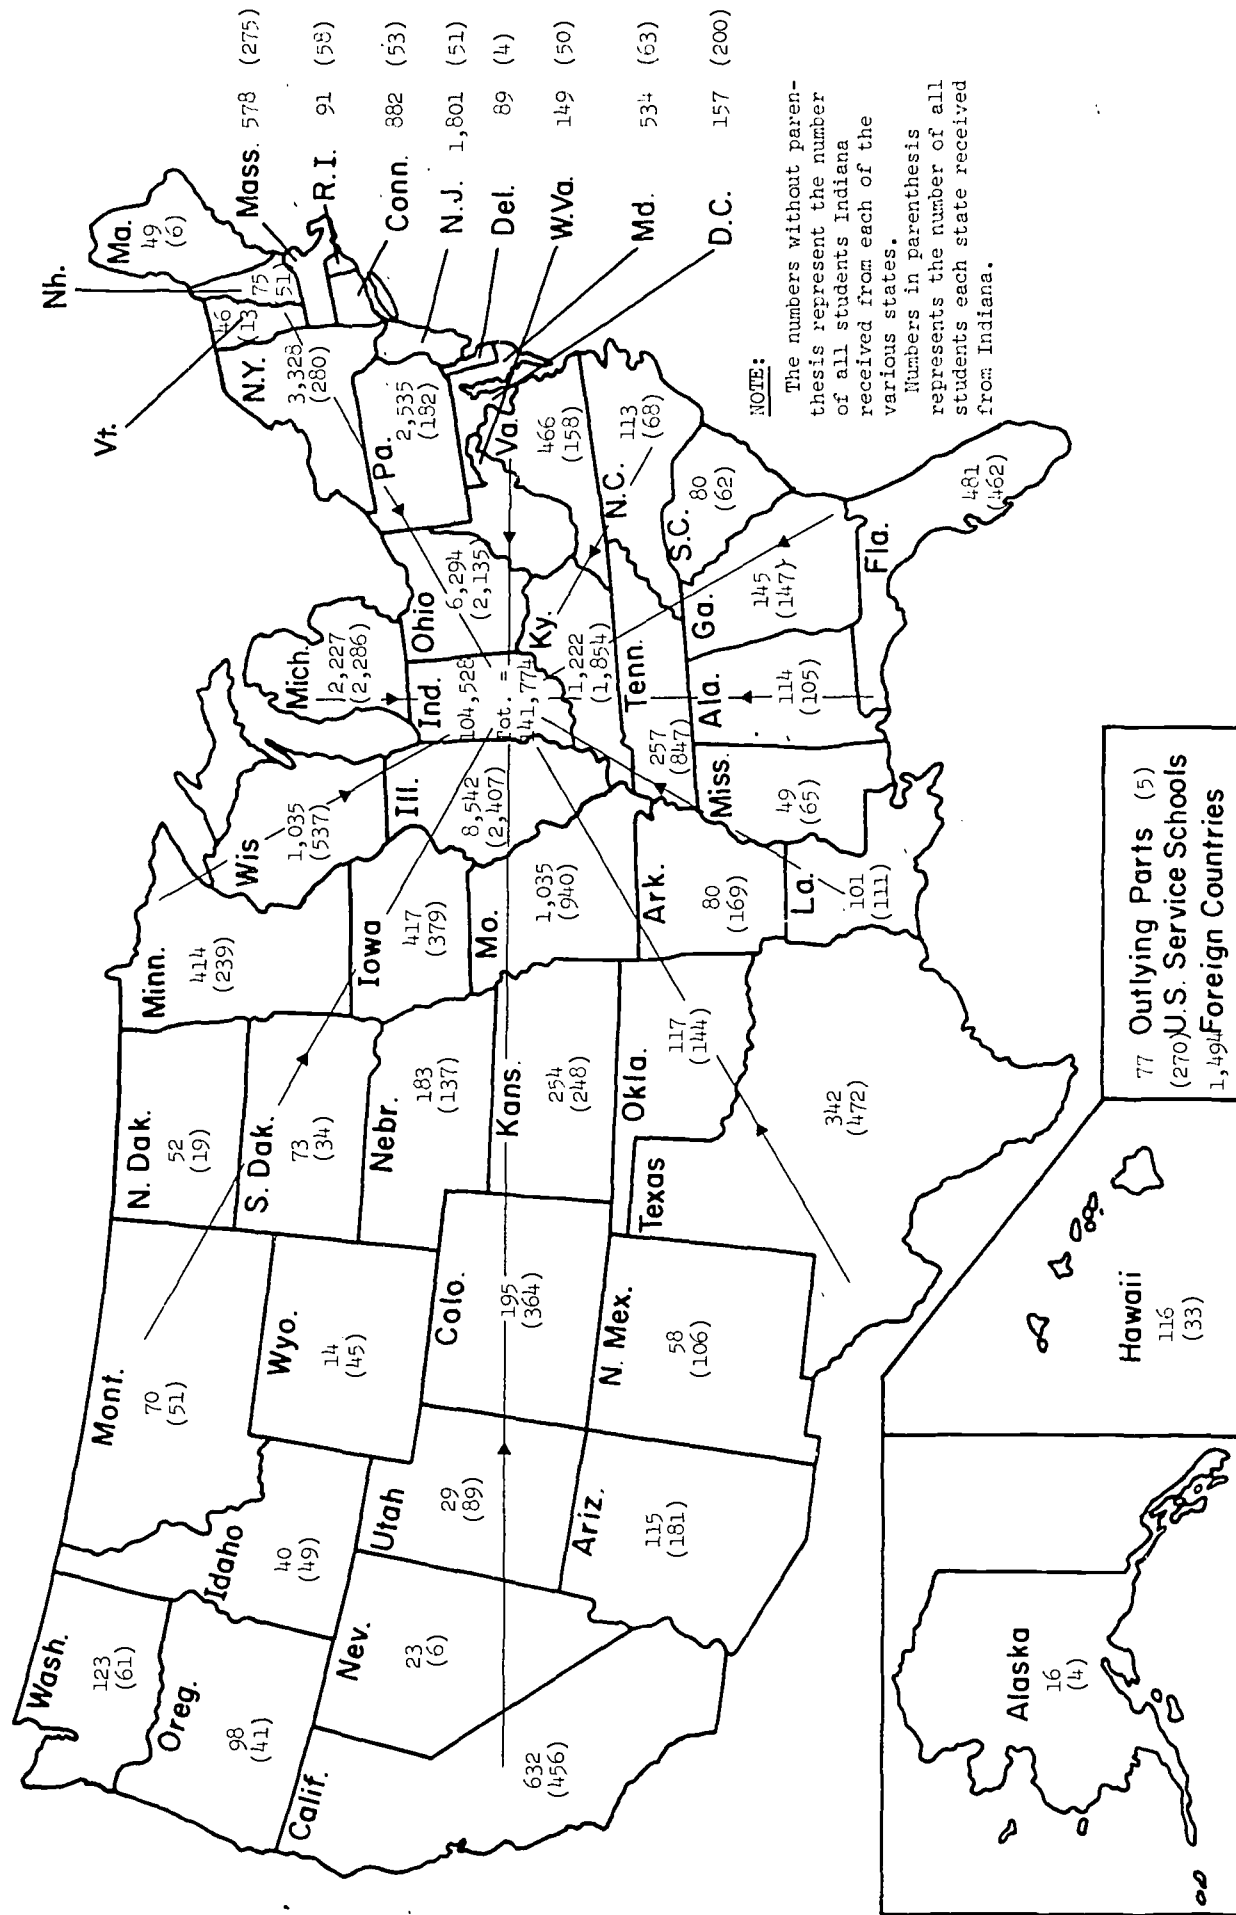 Wash.
123
(61)
Oreg.
98
(41)
Calif.
632
(456)
Nev.
23
(6)
Idaho
40
(49)
Mont.
70
(51)
Wyo.
14
(45)
Utah
29
(89)
Ariz.
115
(181)
Colo.
195
(364)
N. Mex.
58
(106)
N. Dak.
52
(19)
S. Dak.
73
(34)
Nebr.
183
(137)
Kans.
254
(248)
Okla.
117
(144)
Texas
342
(472)
Minn.
414
(239)
Iowa
417
(379)
Mo.
1,035
(940)
Ark.
80
(169)
La.
101
(111)
Wis
1,035
(537)
Ill.
8,542
(2,407)
Mich.
2,227
(2,286)
Ind.
104,528
Tot. =
141,774
Ohio
6,294
(2,135)
Ky.
1,222
(1,854)
Tenn.
257
(847)
Miss.
49
(65)
Ala.
114
(105)
Ga.
145
(147)
Fla.
481
(462)
S.C.
80
(62)
N.C.
113
(68)
Va.
466
(158)
Pa.
2,535
(182)
N.Y.
3,328
(280)
Vt.
46
(13
Nh.
75
51)
Ma.
49
(6)
Mass. 578 (275)
R.I. 91 (58)
Conn. 882 (53)
N.J. 1,801 (51)
Del. 89 (4)
W.Va. 149 (50)
Md. 534 (63)
D.C. 157 (200)
NOTE:
The numbers without paren-
thesis represent the number
of all students Indiana
received from each of the
various states.
Numbers in parenthesis
represents the number of all
students each state received
from Indiana.
Alaska
16
(4)
Hawaii
116
(33)
77 Outlying Parts (5)
(270)U.S. Service Schools
1,494Foreign Countries